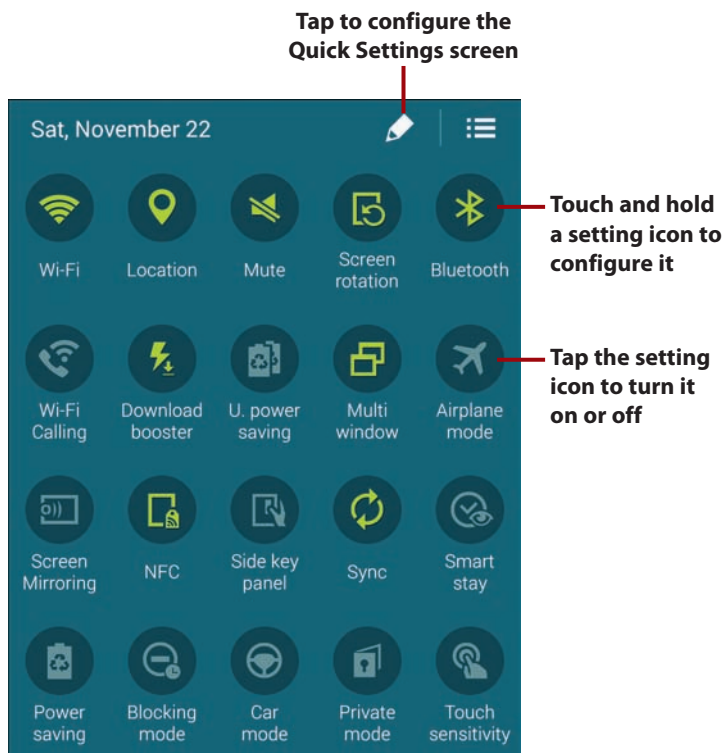 Tap to configure the
Quick Settings screen
Sat, November 22
Wi-Fi
Location
Mute
Screen
rotation
Bluetooth
Touch and hold
a setting icon to
configure it
Wi-Fi
Calling
Download
booster
U. power
saving
Multi
window
Airplane
mode
Tap the setting
icon to turn it
on or off
Screen
Mirroring
NFC
Side key
panel
Sync
Smart
stay
Power
saving
Blocking
mode
Car
mode
Private
mode
Touch
sensitivity